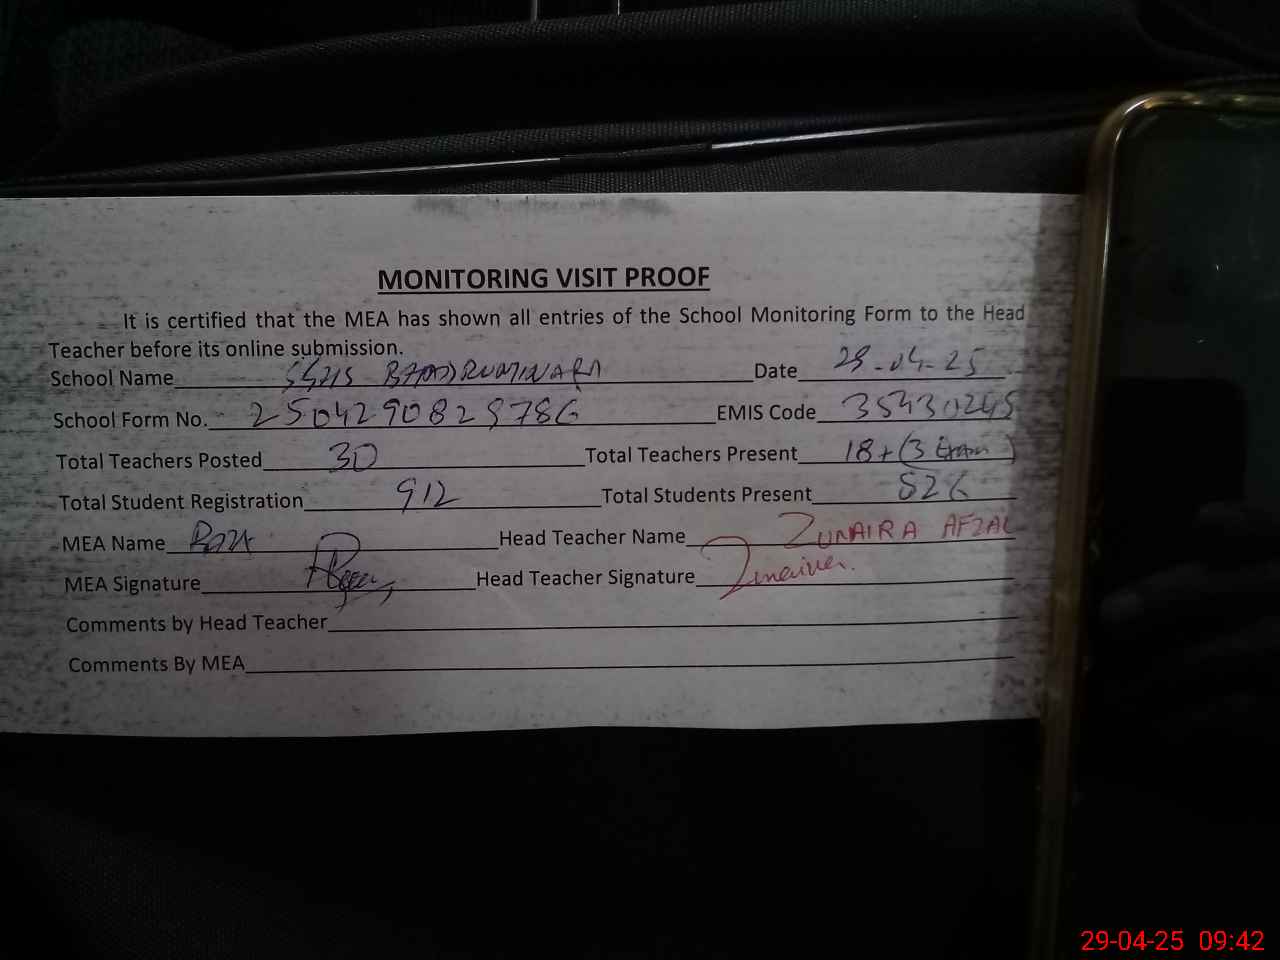 MONITORING VISIT PROOF
It is certified that the MEA has shown all entries of the School Monitoring Form to the Head
Teacher before its online submission.
School Name Date 29-04-25
School Form No. 2504290829786 EMIS Code 35430245
Total Teachers Posted 30 Total Teachers Present 18+(3 Exam)
Total Student Registration 912 Total Students Present 826
MEA Name Head Teacher Name ZUNAIRA AFZAL
MEA Signature Head Teacher Signature
Comments by Head Teacher
Comments By MEA
29-04-25 09:42